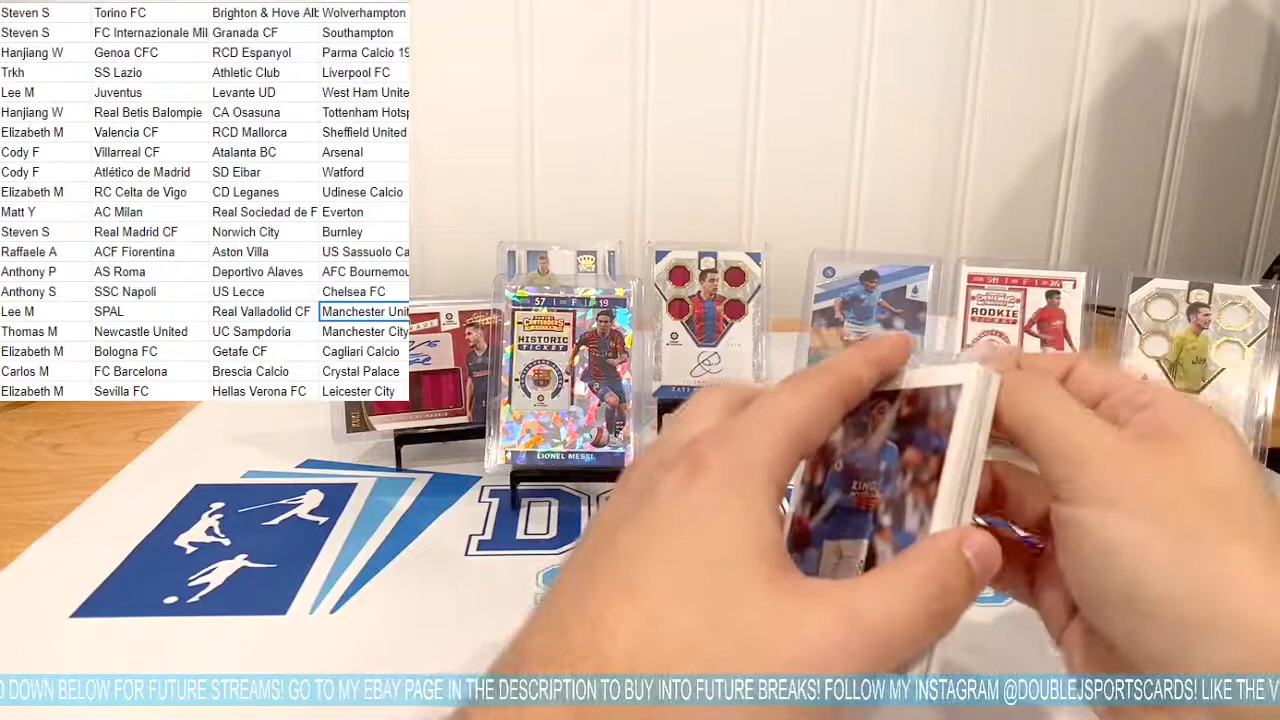 Steven S Torino FC Brighton & Hove Alb Wolverhampton
Steven S FC Internazionale Mil Granada CF Southampton
Hanjiang W Genoa CFC RCD Espanyol Parma Calcio 19
Trkh SS Lazio Athletic Club Liverpool FC
Lee M Juventus Levante UD West Ham Unite
Hanjiang W Real Betis Balompie CA Osasuna Tottenham Hotsp
Elizabeth M Valencia CF RCD Mallorca Sheffield United
Cody F Villarreal CF Atalanta BC Arsenal
Cody F Atlético de Madrid SD Eibar Watford
Elizabeth M RC Celta de Vigo CD Leganes Udinese Calcio
Matt Y AC Milan Real Sociedad de F Everton
Steven S Real Madrid CF Norwich City Burnley
Raffaele A ACF Fiorentina Aston Villa US Sassuolo Ca
Anthony P AS Roma Deportivo Alaves AFC Bournemou
Anthony S SSC Napoli US Lecce Chelsea FC
Lee M SPAL Real Valladolid CF Manchester Unit
Thomas M Newcastle United UC Sampdoria Manchester City
Elizabeth M Bologna FC Getafe CF Cagliari Calcio
Carlos M FC Barcelona Brescia Calcio Crystal Palace
Elizabeth M Sevilla FC Hellas Verona FC Leicester City
57 F 19
HISTORIC
TICKET
LIONEL MESSI
ROOKIE
TICKET
KING
D
D DOWN BELOW FOR FUTURE STREAMS! GO TO MY EBAY PAGE IN THE DESCRIPTION TO BUY INTO FUTURE BREAKS! FOLLOW MY INSTAGRAM @DOUBLEJSPORTSCARDS! LIKE THE V